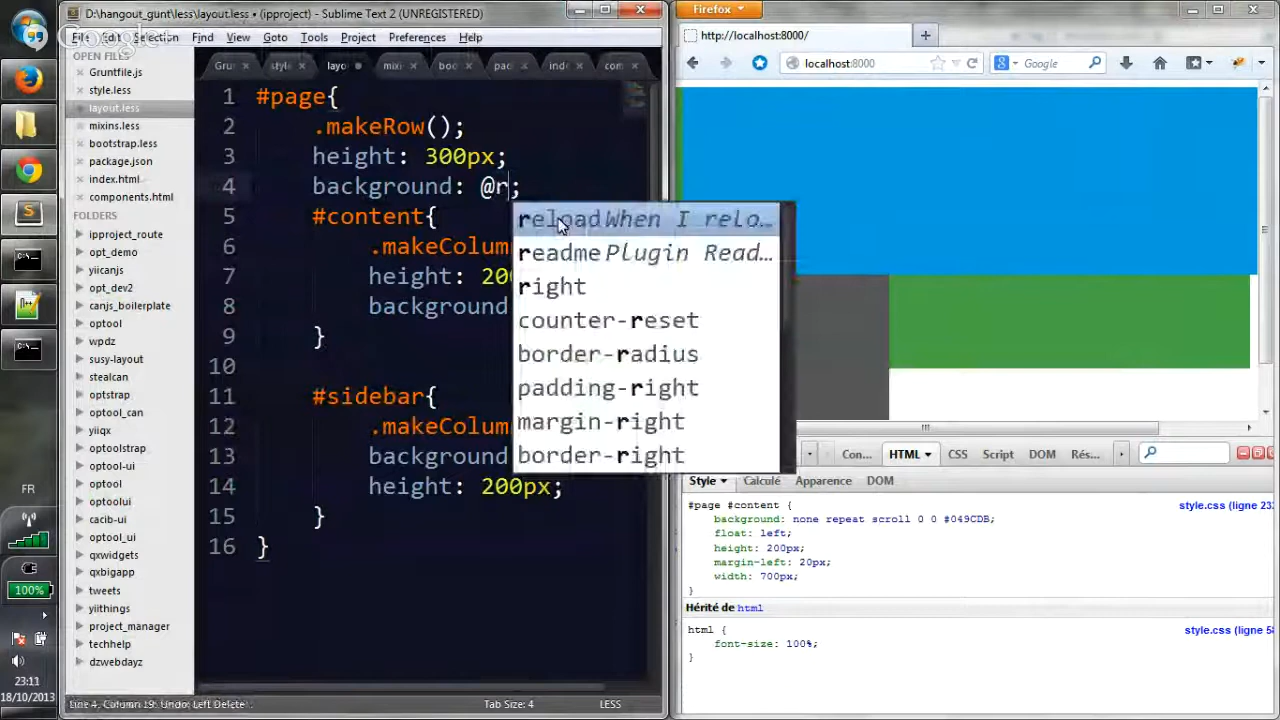 D:\hangout_gunt\less\layout.less • (ipproject) - Sublime Text 2 (UNREGISTERED)
File Edit Selection Find View Goto Tools Project Preferences Help
Google
OPEN FILES
Gruntfile.js
style.less
layout.less
mixins.less
bootstrap.less
package.json
index.html
components.html
FOLDERS
ipproject_route
opt_demo
yiicanjs
opt_dev2
canjs_boilerplate
optool
wpdz
susy-layout
stealcan
optstrap
optool_can
yiiqx
optoolstrap
optool-ui
optool
optoolui
cacib-ui
optool_ui
qxwidgets
qxbigapp
tweets
yiithings
project_manager
techhelp
dzwebdayz
FR
100%
23:11
18/10/2013
Gru style layo mixi boo pac ind com
1 #page{
2 .makeRow();
3 height: 300px;
4 background: @r;
5 #content{
6 .makeColum
7 height: 20
8 background
9 }
10
11 #sidebar{
12 .makeColum
13 background
14 height: 200px;
15 }
16 }
reload When I relo...
readme Plugin Read...
right
counter-reset
border-radius
padding-right
margin-right
border-right
Line 4, Column 19: Undo: Left Delete
Tab Size: 4
LESS
Firefox
http://localhost:8000/
localhost:8000
Google
Con... HTML CSS Script DOM Rés...
Style Calculé Apparence DOM
#page #content { style.css (ligne 23
background: none repeat scroll 0 0 #049CDB;
float: left;
height: 200px;
margin-left: 20px;
width: 700px;
}
Hérité de html
html { style.css (ligne 58
font-size: 100%;
}